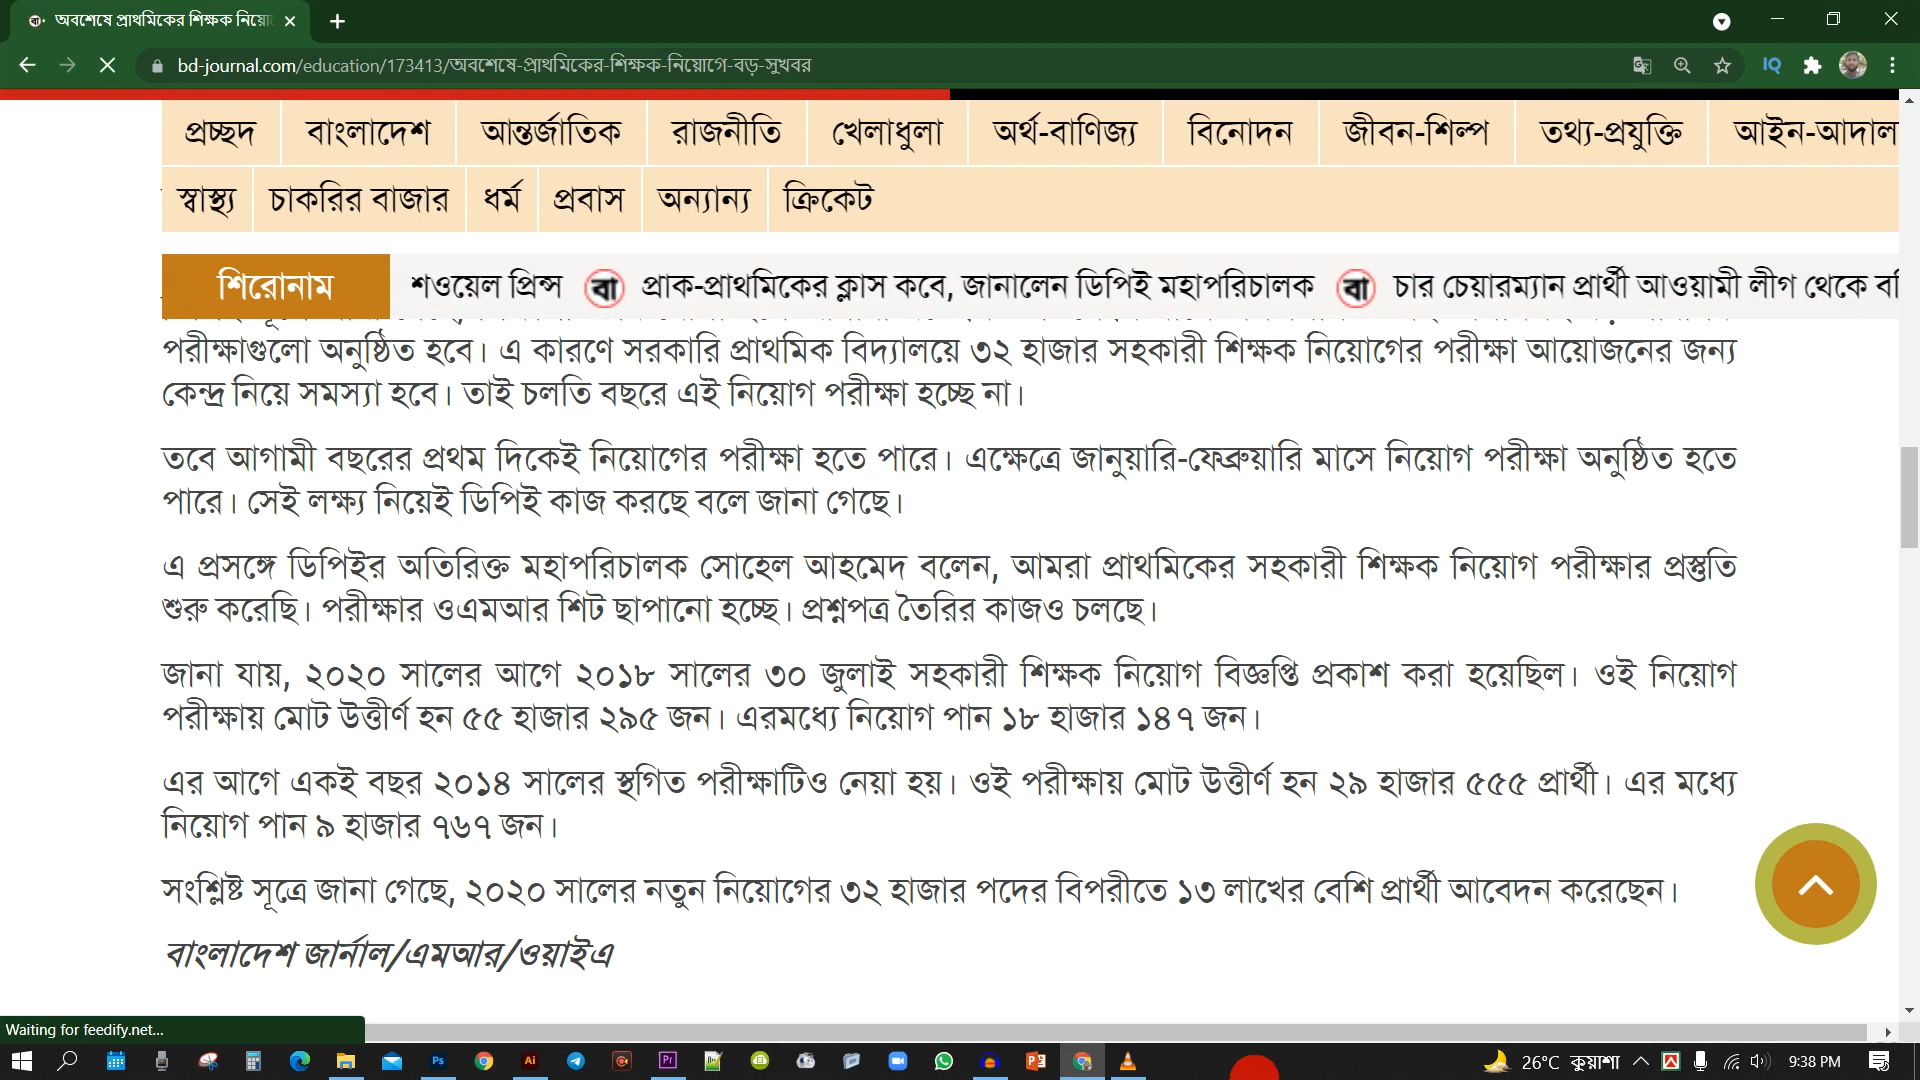 অবশেষে প্রাথমিকের শিক্ষক নিয়ো
bd-journal.com/education/173413/অবশেষে-প্রাথমিকের-শিক্ষক-নিয়োগে-বড়-সুখবর
IQ
প্রচ্ছদ বাংলাদেশ আন্তর্জাতিক রাজনীতি খেলাধুলা অর্থ-বাণিজ্য বিনোদন জীবন-শিল্প তথ্য-প্রযুক্তি আইন-আদাল
স্বাস্থ্য চাকরির বাজার ধর্ম প্রবাস অন্যান্য ক্রিকেট
শিরোনাম শওয়েল প্রিন্স বা প্রাক-প্রাথমিকের ক্লাস কবে, জানালেন ডিপিই মহাপরিচালক বা চার চেয়ারম্যান প্রার্থী আওয়ামী লীগ থেকে
পরীক্ষাগুলো অনুষ্ঠিত হবে। এ কারণে সরকারি প্রাথমিক বিদ্যালয়ে ৩২ হাজার সহকারী শিক্ষক নিয়োগের পরীক্ষা আয়োজনের জন্য
কেন্দ্র নিয়ে সমস্যা হবে। তাই চলতি বছরে এই নিয়োগ পরীক্ষা হচ্ছে না।
তবে আগামী বছরের প্রথম দিকেই নিয়োগের পরীক্ষা হতে পারে। এক্ষেত্রে জানুয়ারি-ফেব্রুয়ারি মাসে নিয়োগ পরীক্ষা অনুষ্ঠিত হতে
পারে। সেই লক্ষ্য নিয়েই ডিপিই কাজ করছে বলে জানা গেছে।
এ প্রসঙ্গে ডিপিইর অতিরিক্ত মহাপরিচালক সোহেল আহমেদ বলেন, আমরা প্রাথমিকের সহকারী শিক্ষক নিয়োগ পরীক্ষার প্রস্তুতি
শুরু করেছি। পরীক্ষার ওএমআর শিট ছাপানো হচ্ছে। প্রশ্নপত্র তৈরির কাজও চলছে।
জানা যায়, ২০২০ সালের আগে ২০১৮ সালের ৩০ জুলাই সহকারী শিক্ষক নিয়োগ বিজ্ঞপ্তি প্রকাশ করা হয়েছিল। ওই নিয়োগ
পরীক্ষায় মোট উত্তীর্ণ হন ৫৫ হাজার ২৯৫ জন। এরমধ্যে নিয়োগ পান ১৮ হাজার ১৪৭ জন।
এর আগে একই বছর ২০১৪ সালের স্থগিত পরীক্ষাটিও নেয়া হয়। ওই পরীক্ষায় মোট উত্তীর্ণ হন ২৯ হাজার ৫৫৫ প্রার্থী। এর মধ্যে
নিয়োগ পান ৯ হাজার ৭৬৭ জন।
সংশ্লিষ্ট সূত্রে জানা গেছে, ২০২০ সালের নতুন নিয়োগের ৩২ হাজার পদের বিপরীতে ১৩ লাখের বেশি প্রার্থী আবেদন করেছেন।
বাংলাদেশ জার্নাল/এমআর/ওয়াইএ
Waiting for feedify.net...
Ps Ai Pr 26°C কুয়াশা 9:38 PM